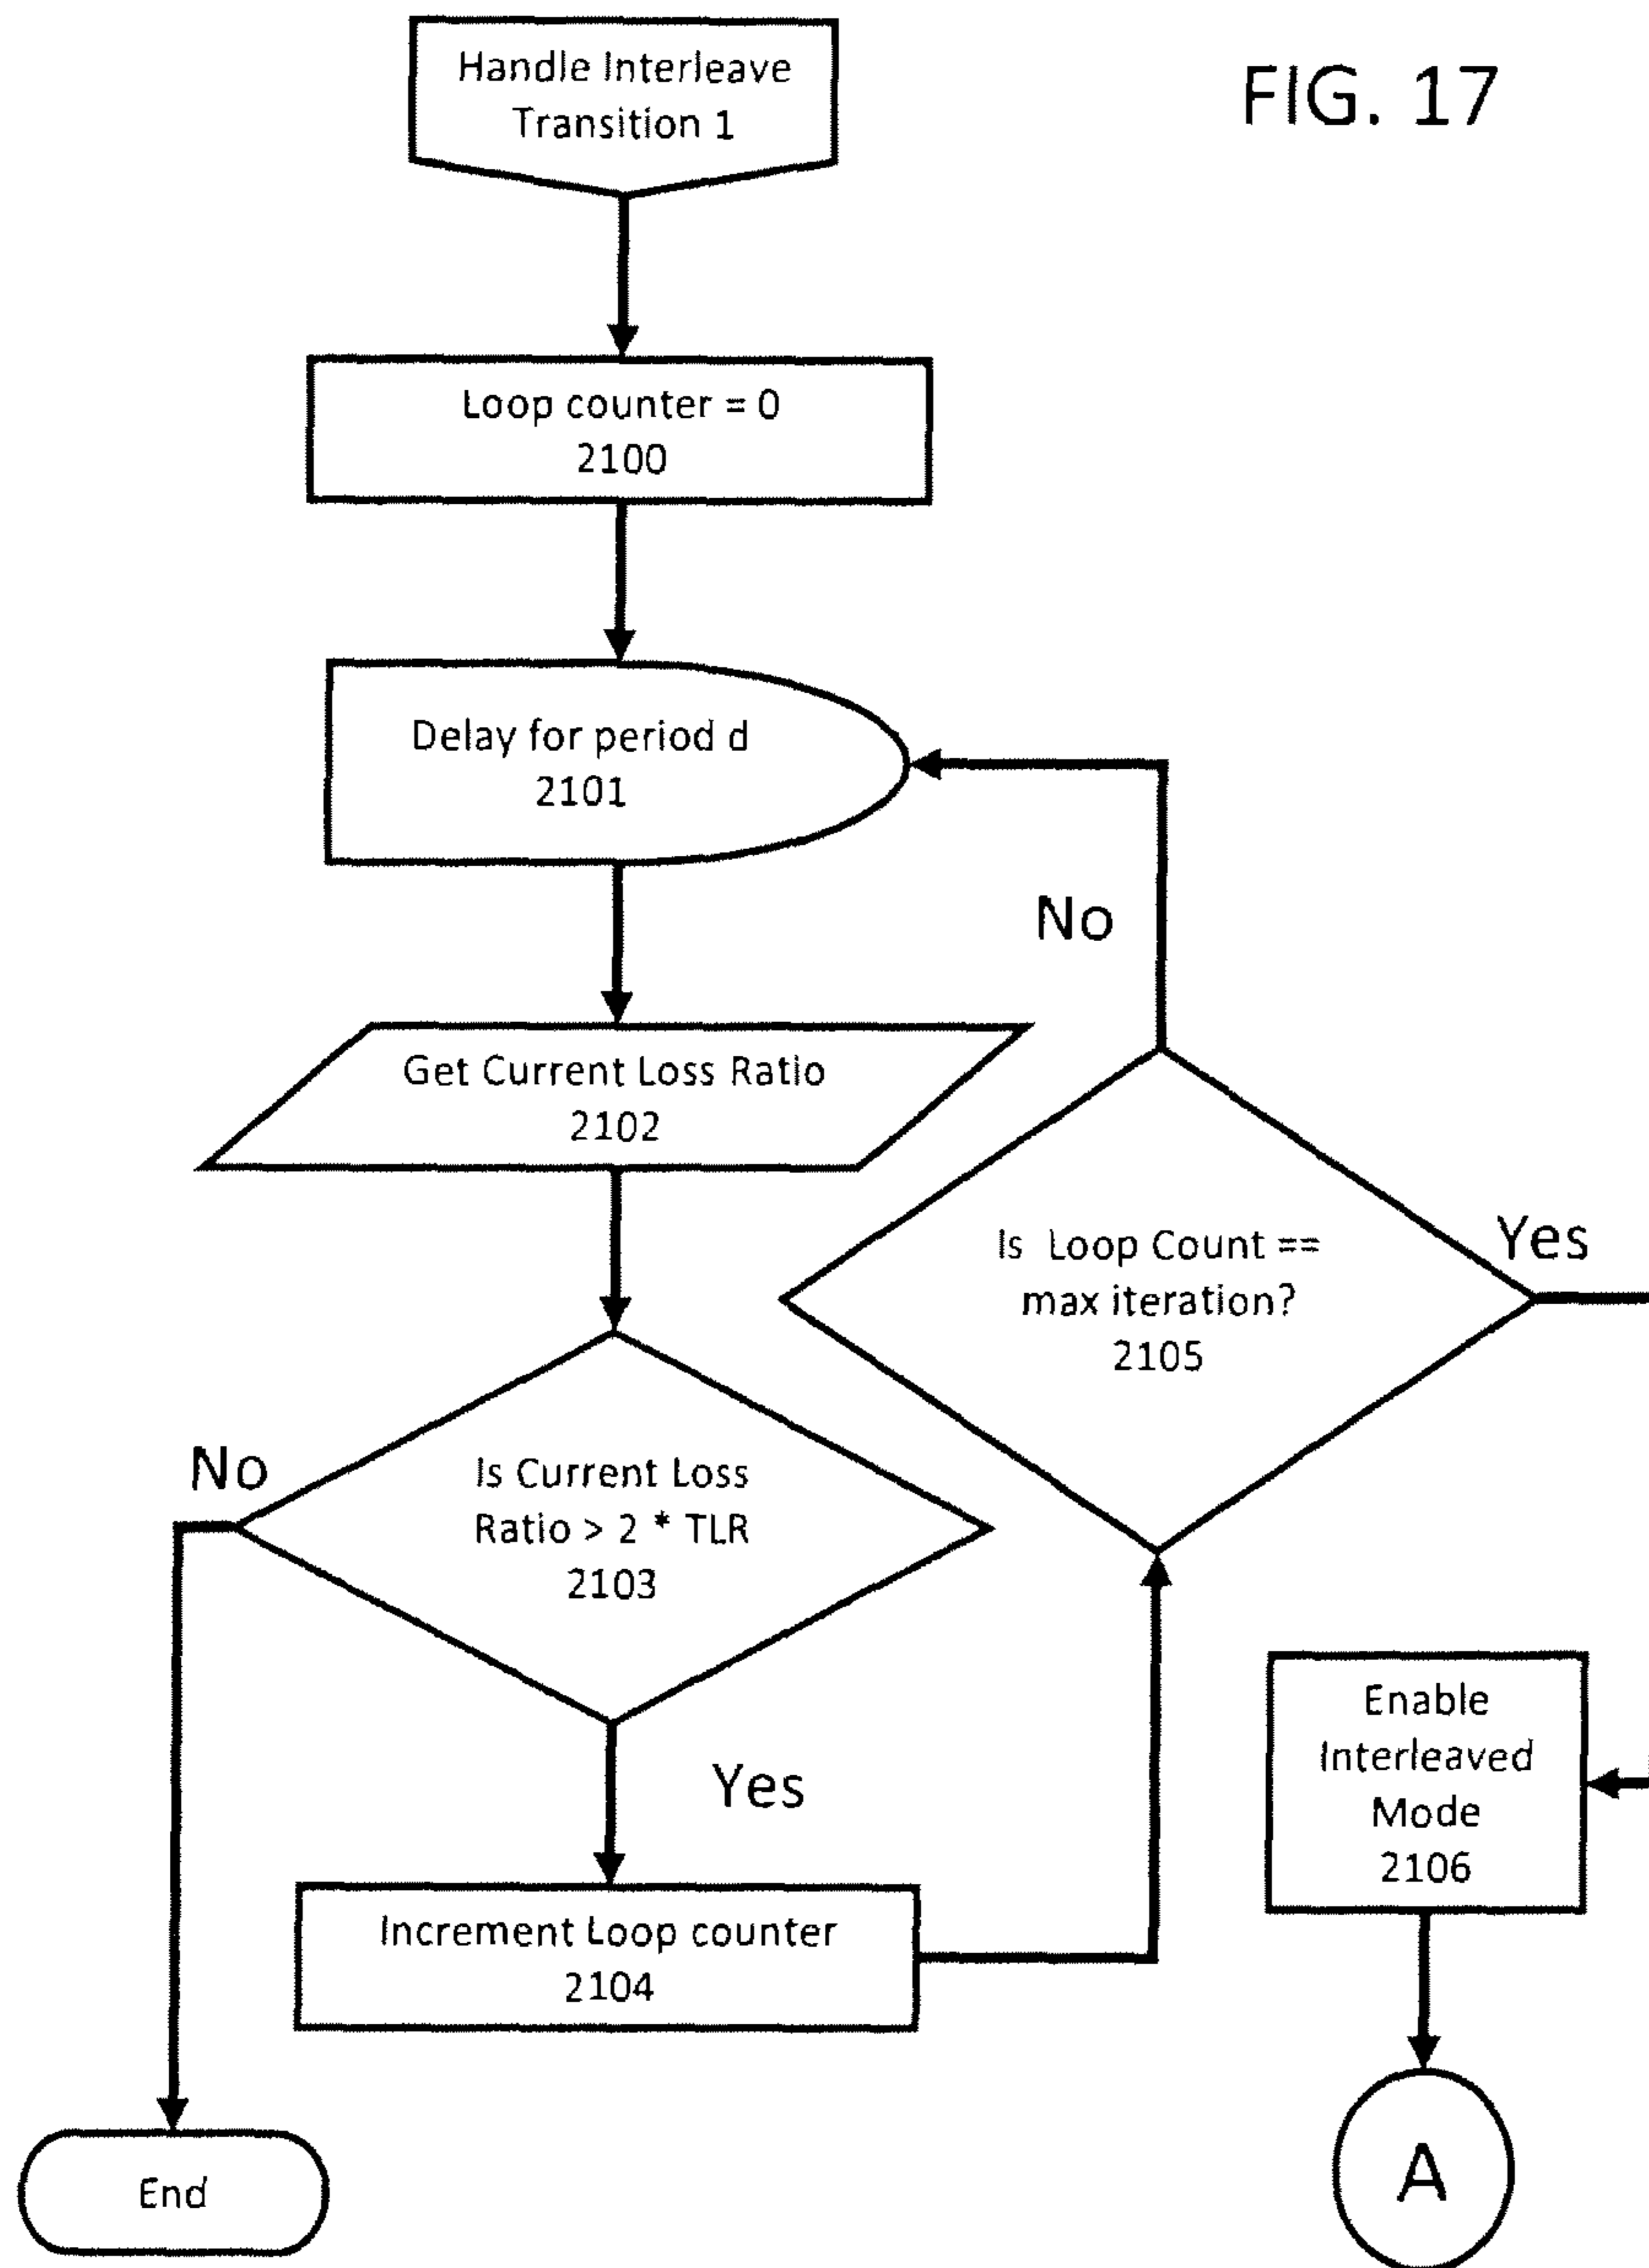 FIG. 17
Handle Interleave
Transition 1
Loop counter = 0
2100
Delay for period d
2101
No
Get Current Loss Ratio
2102
Is Loop Count ==
max iteration?
2105
Yes
Is Current Loss
Ratio > 2 * TLR
2103
No
Yes
Increment Loop counter
2104
Enable
Interleaved
Mode
2106
End
A